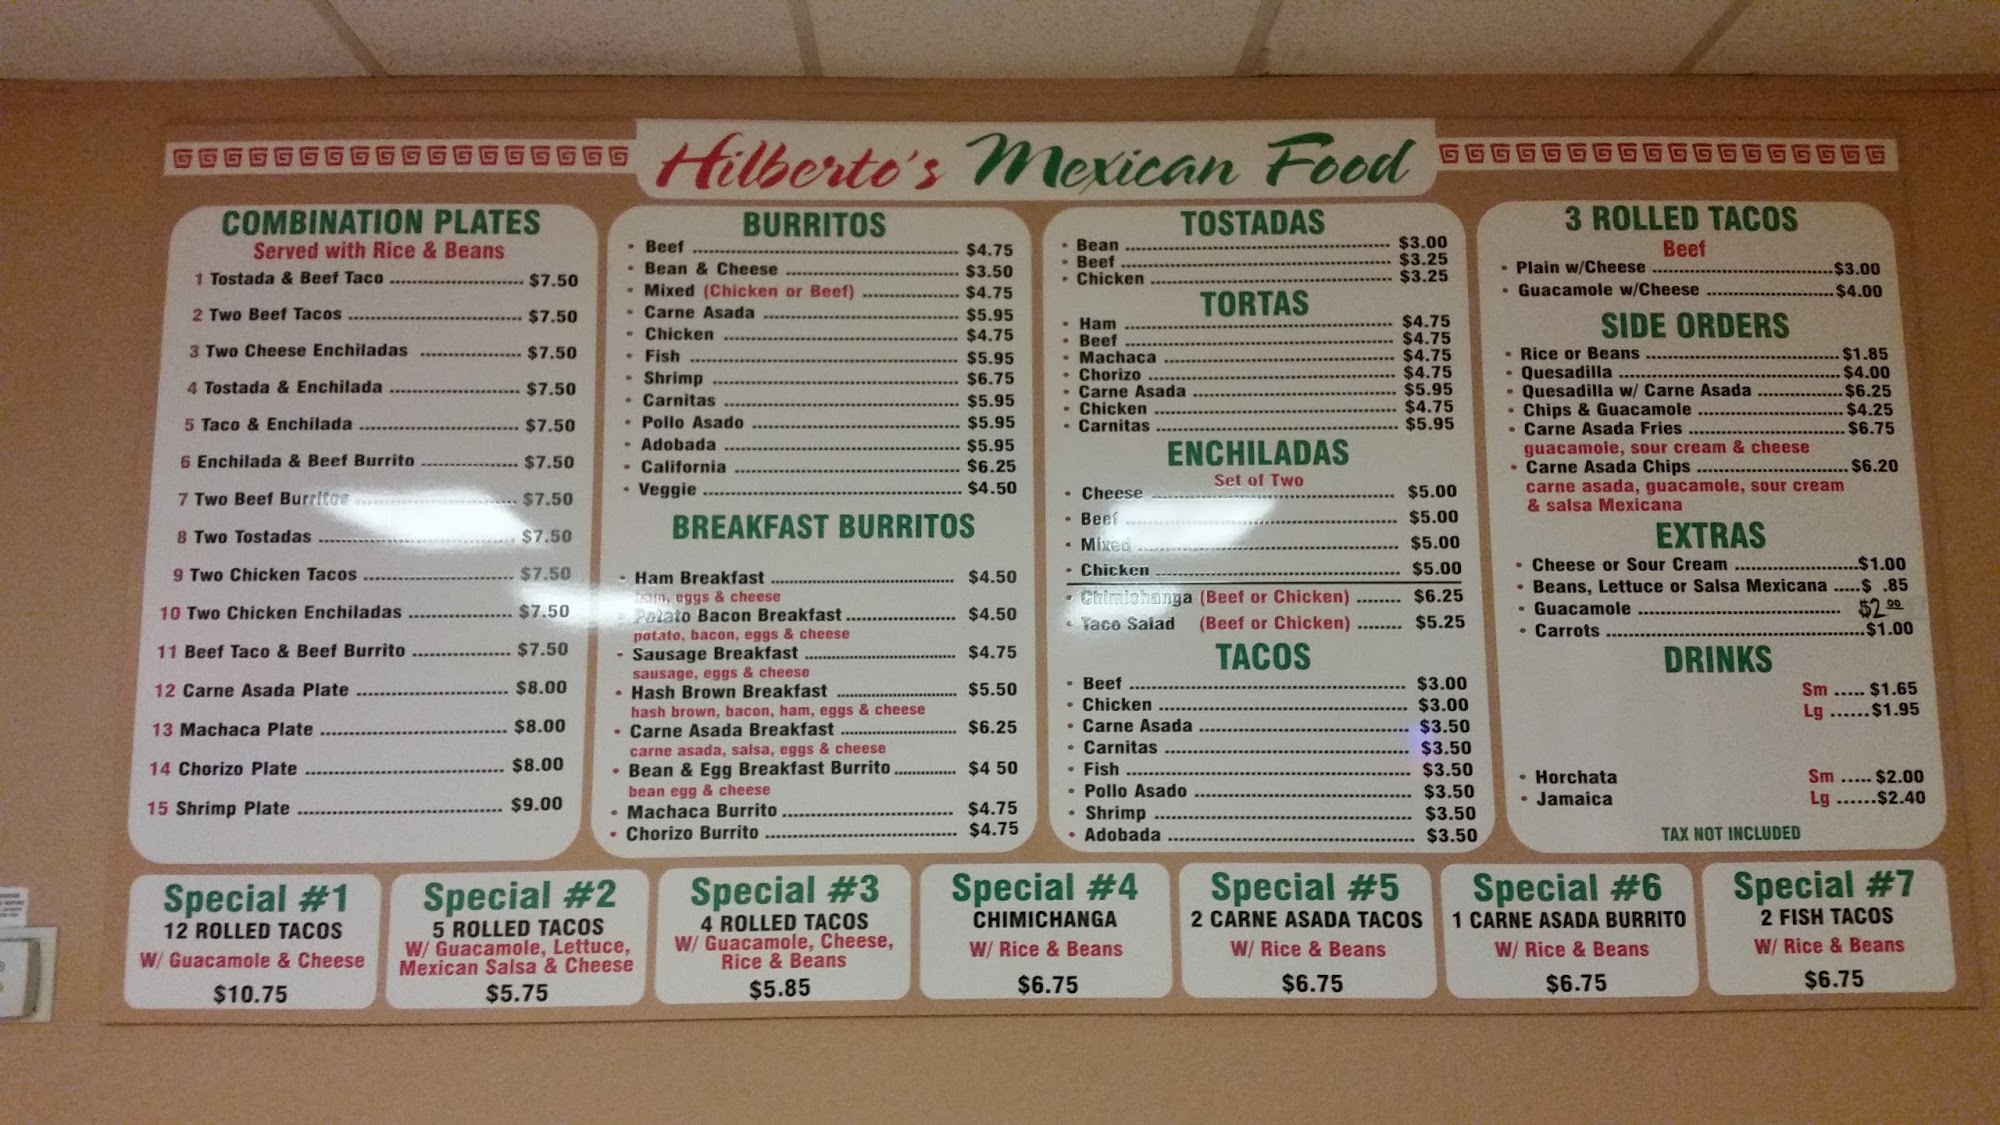 Hilberto's Mexican Food
COMBINATION PLATES
Served with Rice & Beans
1 Tostada & Beef Taco $7.50
2 Two Beef Tacos $7.50
3 Two Cheese Enchiladas $7.50
4 Tostada & Enchilada $7.50
5 Taco & Enchilada $7.50
6 Enchilada & Beef Burrito $7.50
7 Two Beef Burritos $7.50
8 Two Tostadas $7.50
9 Two Chicken Tacos $7.50
10 Two Chicken Enchiladas $7.50
11 Beef Taco & Beef Burrito $7.50
12 Carne Asada Plate $8.00
13 Machaca Plate $8.00
14 Chorizo Plate $8.00
15 Shrimp Plate $9.00
BURRITOS
• Beef $4.75
• Bean & Cheese $3.50
• Mixed (Chicken or Beef) $4.75
• Carne Asada $5.95
• Chicken $4.75
• Fish $5.95
• Shrimp $6.75
• Carnitas $5.95
• Pollo Asado $5.95
• Adobada $5.95
• California $6.25
• Veggie $4.50
BREAKFAST BURRITOS
• Ham Breakfast $4.50
ham, eggs & cheese
• Potato Bacon Breakfast $4.50
potato, bacon, eggs & cheese
• Sausage Breakfast $4.75
sausage, eggs & cheese
• Hash Brown Breakfast $5.50
hash brown, bacon, ham, eggs & cheese
• Carne Asada Breakfast $6.25
carne asada, salsa, eggs & cheese
• Bean & Egg Breakfast Burrito $4 50
bean egg & cheese
• Machaca Burrito $4.75
• Chorizo Burrito $4.75
TOSTADAS
• Bean $3.00
• Beef $3.25
• Chicken $3.25
TORTAS
• Ham $4.75
• Beef $4.75
• Machaca $4.75
• Chorizo $4.75
• Carne Asada $5.95
• Chicken $4.75
• Carnitas $5.95
ENCHILADAS
Set of Two
• Cheese $5.00
• Beef $5.00
• Mixed $5.00
• Chicken $5.00
• Chimichanga (Beef or Chicken) $6.25
• Taco Salad (Beef or Chicken) $5.25
TACOS
• Beef $3.00
• Chicken $3.00
• Carne Asada $3.50
• Carnitas $3.50
• Fish $3.50
• Pollo Asado $3.50
• Shrimp $3.50
• Adobada $3.50
3 ROLLED TACOS
Beef
• Plain w/Cheese $3.00
• Guacamole w/Cheese $4.00
SIDE ORDERS
• Rice or Beans $1.85
• Quesadilla $4.00
• Quesadilla w/ Carne Asada $6.25
• Chips & Guacamole $4.25
• Carne Asada Fries $6.75
guacamole, sour cream & cheese
• Carne Asada Chips $6.20
carne asada, guacamole, sour cream
& salsa Mexicana
EXTRAS
• Cheese or Sour Cream $1.00
• Beans, Lettuce or Salsa Mexicana $ .85
• Guacamole $2.00
• Carrots $1.00
DRINKS
Sm $1.65
Lg $1.95
• Horchata Sm $2.00
• Jamaica Lg $2.40
TAX NOT INCLUDED
Special #1
12 ROLLED TACOS
W/ Guacamole & Cheese
$10.75
Special #2
5 ROLLED TACOS
W/ Guacamole, Lettuce,
Mexican Salsa & Cheese
$5.75
Special #3
4 ROLLED TACOS
W/ Guacamole, Cheese,
Rice & Beans
$5.85
Special #4
CHIMICHANGA
W/ Rice & Beans
$6.75
Special #5
2 CARNE ASADA TACOS
W/ Rice & Beans
$6.75
Special #6
1 CARNE ASADA BURRITO
W/ Rice & Beans
$6.75
Special #7
2 FISH TACOS
W/ Rice & Beans
$6.75